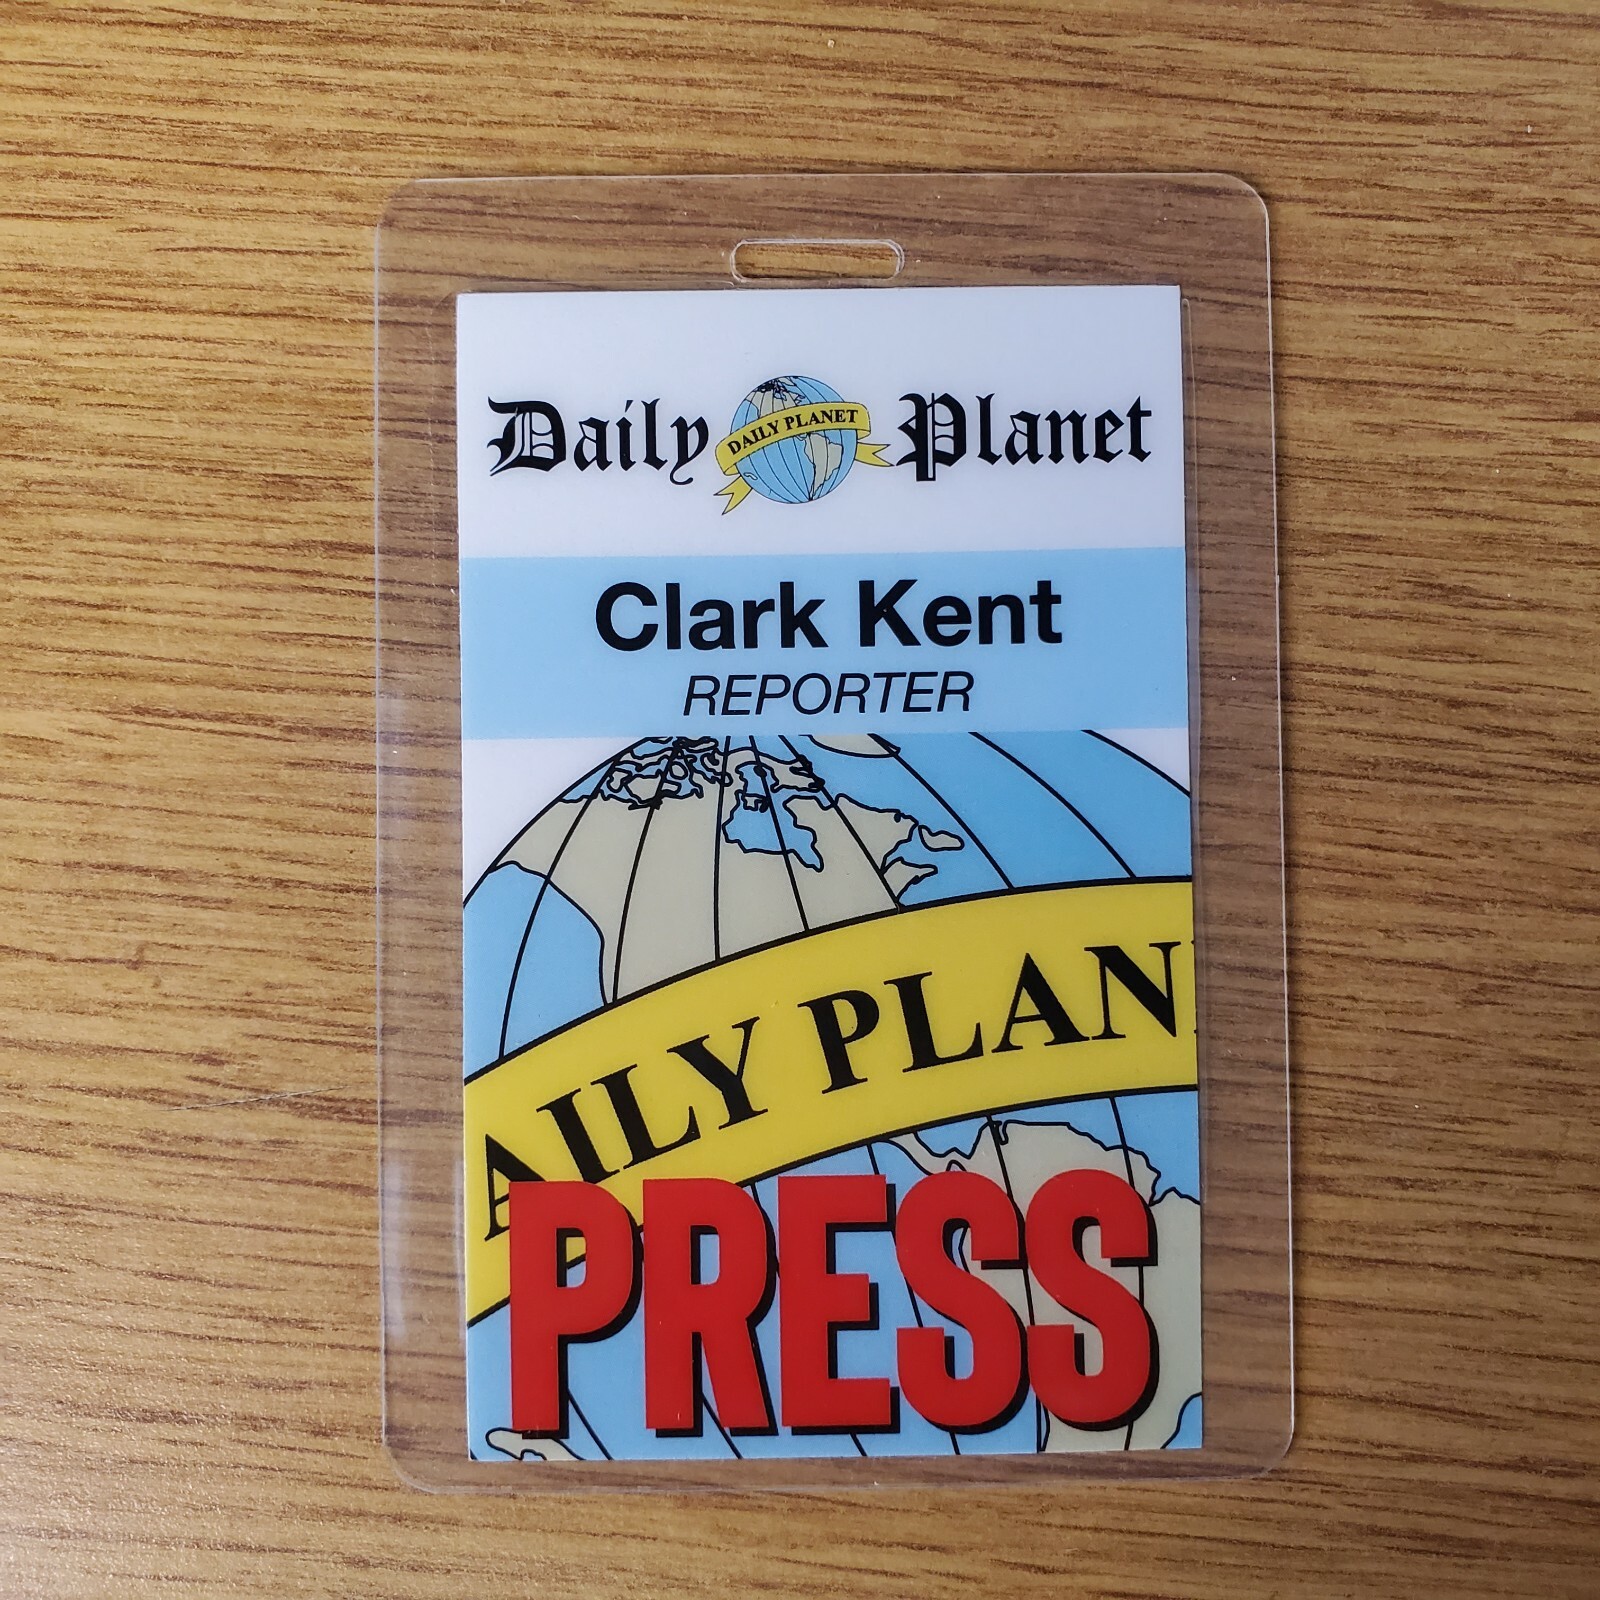 Daily DAILY PLANET Planet
Clark Kent
REPORTER
AILY PLAN
PRESS